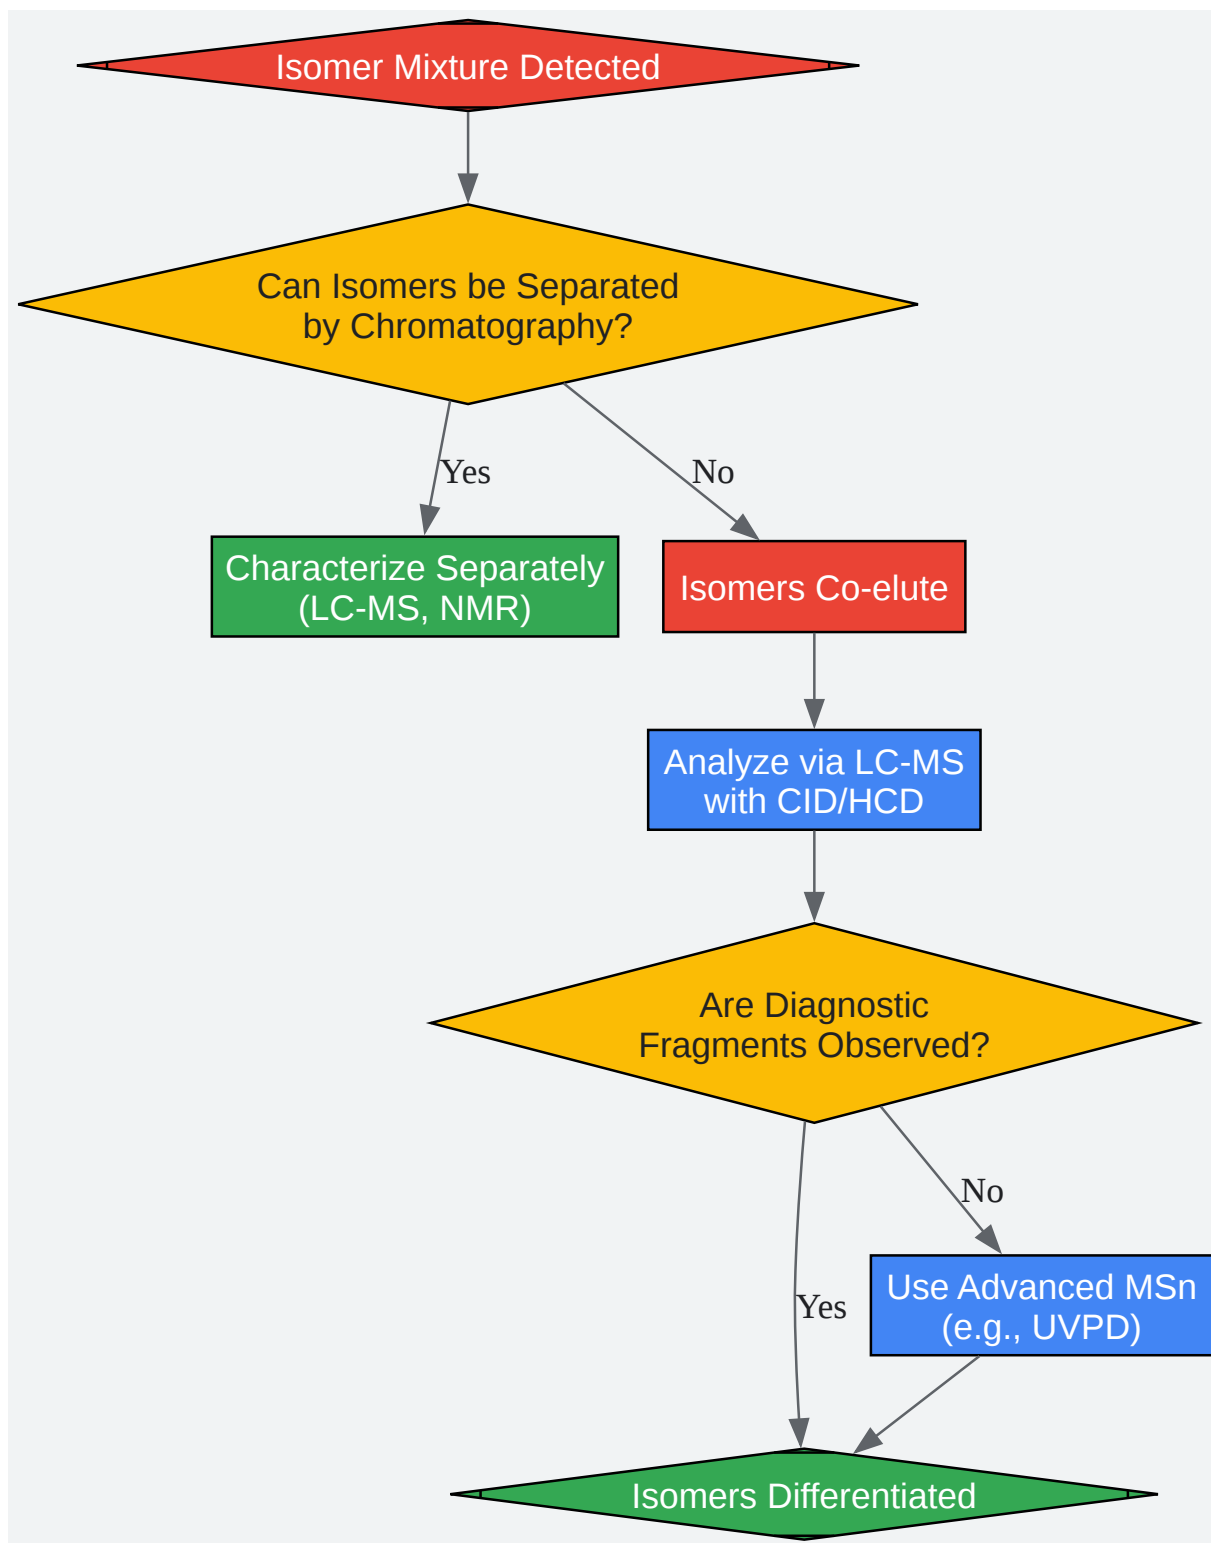 Isomer Mixture Detected
Can Isomers be Separated
by Chromatography?
Yes
No
Characterize Separately
(LC-MS, NMR)
Isomers Co-elute
Analyze via LC-MS
with CID/HCD
Are Diagnostic
Fragments Observed?
No
Yes
Use Advanced MSn
(e.g., UVPD)
Isomers Differentiated